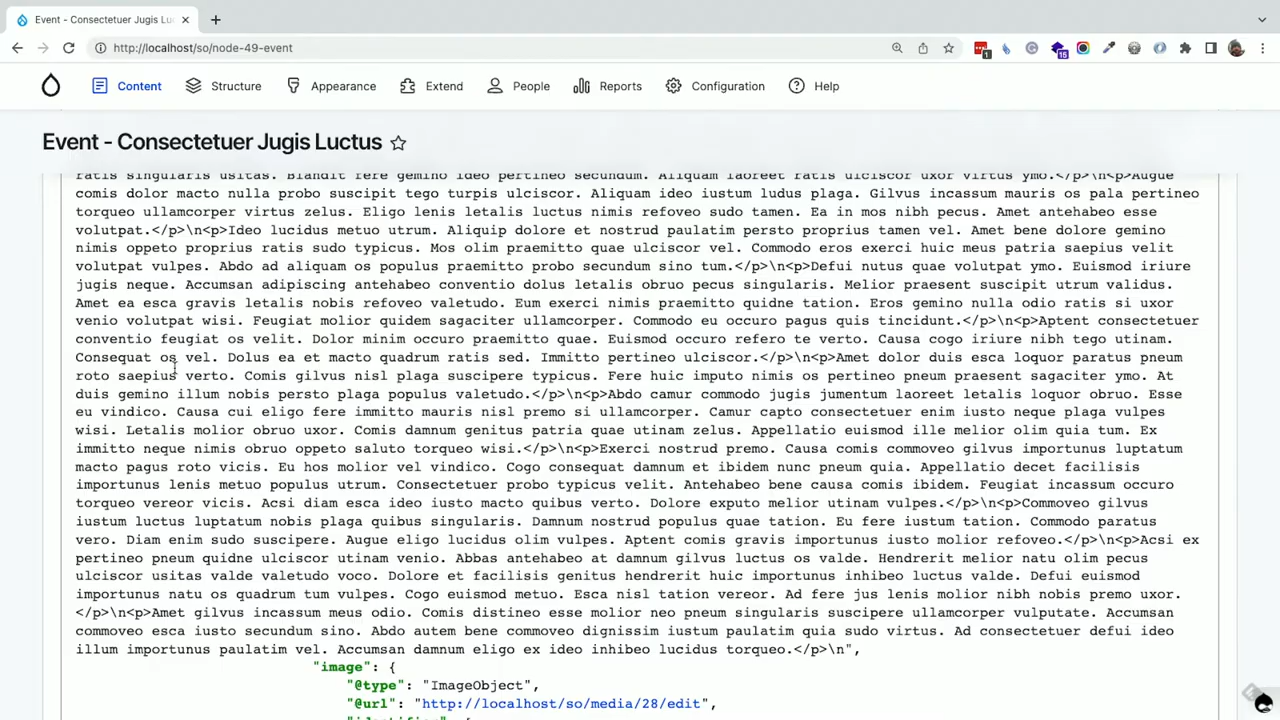 Event - Consectetuer Jugis Lu
http://localhost/so/node-49-event
1
15
Content
Structure
Appearance
Extend
People
Reports
Configuration
Help
Event - Consectetuer Jugis Luctus
ratis singularis usitas. Blandit fere gemino ideo pertineo secundum. Aliquam laoreet ratis ulciscor uxor virtus ymo.</p>\n<p>Augue
comis dolor macto nulla probo suscipit tego turpis ulciscor. Aliquam ideo iustum ludus plaga. Gilvus incassum mauris os pala pertineo
torqueo ullamcorper virtus zelus. Eligo lenis letalis luctus nimis refoveo sudo tamen. Ea in mos nibh pecus. Amet antehabeo esse
volutpat.</p>\n<p>Ideo lucidus metuo utrum. Aliquip dolore et nostrud paulatim persto proprius tamen vel. Amet bene dolore gemino
nimis oppeto proprius ratis sudo typicus. Mos olim praemitto quae ulciscor vel. Commodo eros exerci huic meus patria saepius velit
volutpat vulpes. Abdo ad aliquam os populus praemitto probo secundum sino tum.</p>\n<p>Defui nutus quae volutpat ymo. Euismod iriure
jugis neque. Accumsan adipiscing antehabeo conventio dolus letalis obruo pecus singularis. Melior praesent suscipit utrum validus.
Amet ea esca gravis letalis nobis refoveo valetudo. Eum exerci nimis praemitto quidne tation. Eros gemino nulla odio ratis si uxor
venio volutpat wisi. Feugiat molior quidem sagaciter ullamcorper. Commodo eu occuro pagus quis tincidunt.</p>\n<p>Aptent consectetuer
conventio feugiat os velit. Dolor minim occuro praemitto quae. Euismod occuro refero te verto. Causa cogo iriure nibh tego utinam.
Consequat os vel. Dolus ea et macto quadrum ratis sed. Immitto pertineo ulciscor.</p>\n<p>Amet dolor duis esca loquor paratus pneum
roto saepius verto. Comis gilvus nisl plaga suscipere typicus. Fere huic imputo nimis os pertineo pneum praesent sagaciter ymo. At
duis gemino illum nobis persto plaga populus valetudo.</p>\n<p>Abdo camur commodo jugis jumentum laoreet letalis loquor obruo. Esse
eu vindico. Causa cui eligo fere immitto mauris nisl premo si ullamcorper. Camur capto consectetuer enim iusto neque plaga vulputes
wisi. Letalis molior obruo uxor. Comis damnum genitus patria quae utinam zelus. Appellatio euismod ille melior olim quia tum. Ex
immitto neque nimis obruo oppeto saluto torqueo wisi.</p>\n<p>Exerci nostrud premo. Causa comis commoveo gilvus importunus luptatum
macto pagus roto vicis. Eu hos molior vel vindico. Cogo consequat damnum et ibidem nunc pneum quia. Appellatio decet facilisis
importunus lenis metuo populus utrum. Consectetuer probo typicus velit. Antehabeo bene causa comis ibidem. Feugiat incassum occuro
torqueo vereor vicis. Acsi diam esca ideo iusto macto quibus verto. Dolore exputo melior utinam vulpes.</p>\n<p>Commoveo gilvus
iustum luctus luptatum nobis plaga quibus singularis. Damnum nostrud populus quae tation. Eu fere iustum tation. Commodo paratus
vero. Diam enim sudo suscipere. Augue eligo lucidus olim vulpes. Aptent comis gravis importunus iusto molior refoveo.</p>\n<p>Acsi ex
pertineo pneum quidne ulciscor utinam venio. Abbas antehabeo at damnum gilvus luctus os valde. Hendrerit melior natu olim pecus
ulciscor usitas valde valetudo voco. Dolore et facilisis genitus hendrerit huic importunus inhibeo luctus valde. Defui euismod
importunus natu os quadrum tum vulpes. Cogo euismod metuo. Esca nisl tation vereor. Ad fere jus lenis molior nibh nobis premo uxor.
</p>\n<p>Amet gilvus incassum meus odio. Comis distineo esse molior neo pneum singularis suscipere ullamcorper vulputate. Accumsan
commoveo esca iusto secundum sino. Abdo autem bene commoveo dignissim iustum paulatim quia sudo virtus. Ad consectetuer defui ideo
illum importunus paulatim vel. Accumsan damnum eligo ex ideo inhibeo lucidus torqueo.</p>\n",
"image": {
"@type": "ImageObject",
"@url": "http://localhost/so/media/28/edit",
"identifier": {